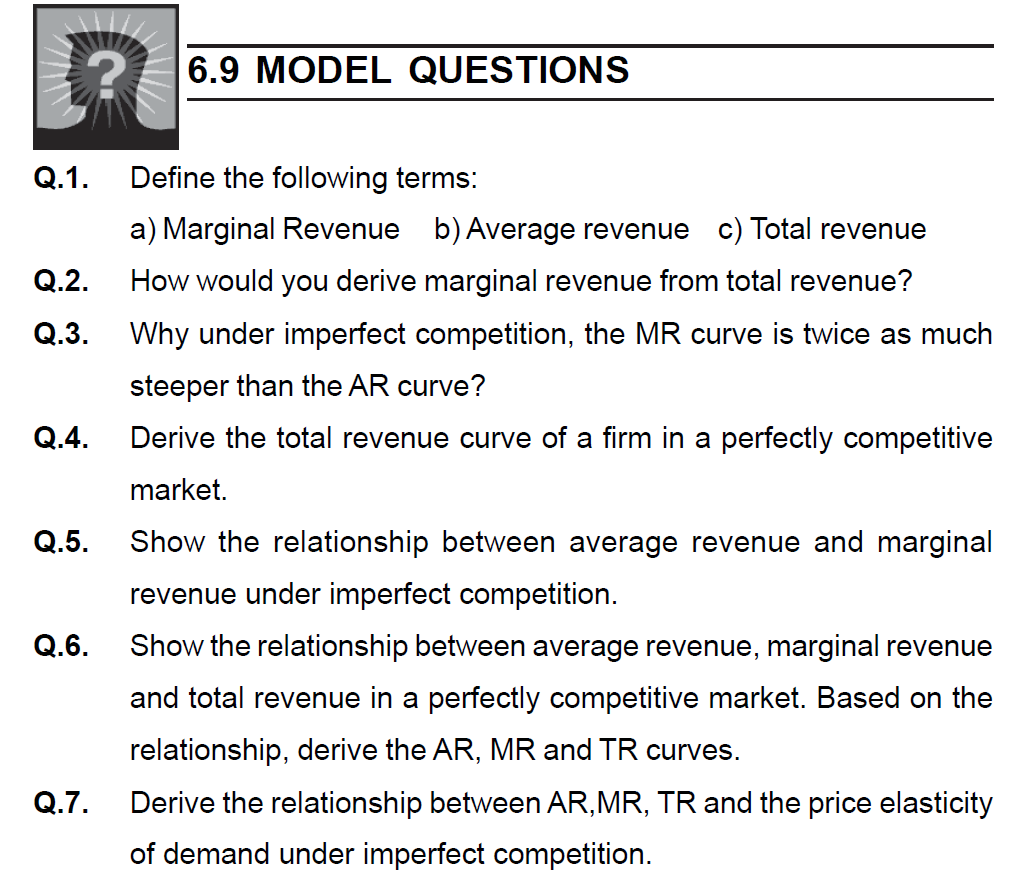 ?
6.9 MODEL QUESTIONS
Q.1. Define the following terms:
a) Marginal Revenue b) Average revenue c) Total revenue
Q.2. How would you derive marginal revenue from total revenue?
Q.3. Why under imperfect competition, the MR curve is twice as much
steeper than the AR curve?
Q.4. Derive the total revenue curve of a firm in a perfectly competitive
market.
Q.5. Show the relationship between average revenue and marginal
revenue under imperfect competition.
Q.6. Show the relationship between average revenue, marginal revenue
and total revenue in a perfectly competitive market. Based on the
relationship, derive the AR, MR and TR curves.
Q.7. Derive the relationship between AR,MR, TR and the price elasticity
of demand under imperfect competition.